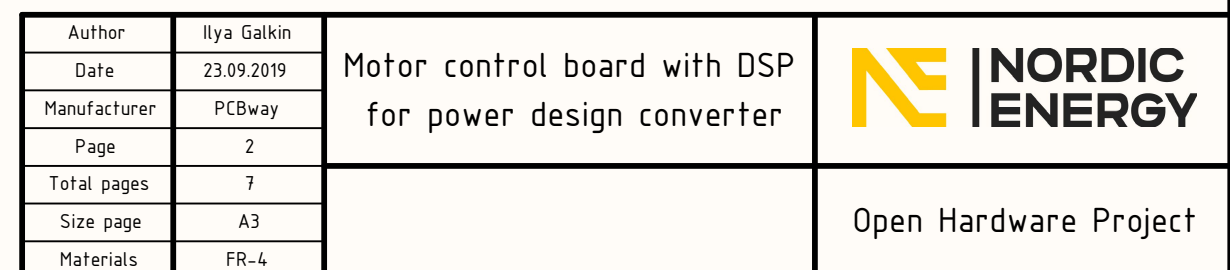 Author Ilya Galkin
Date 23.09.2019
Manufacturer PCBway
Page 2
Total pages 7
Size page A3
Materials FR-4
Motor control board with DSP
for power design converter
NE NORDIC
ENERGY
Open Hardware Project